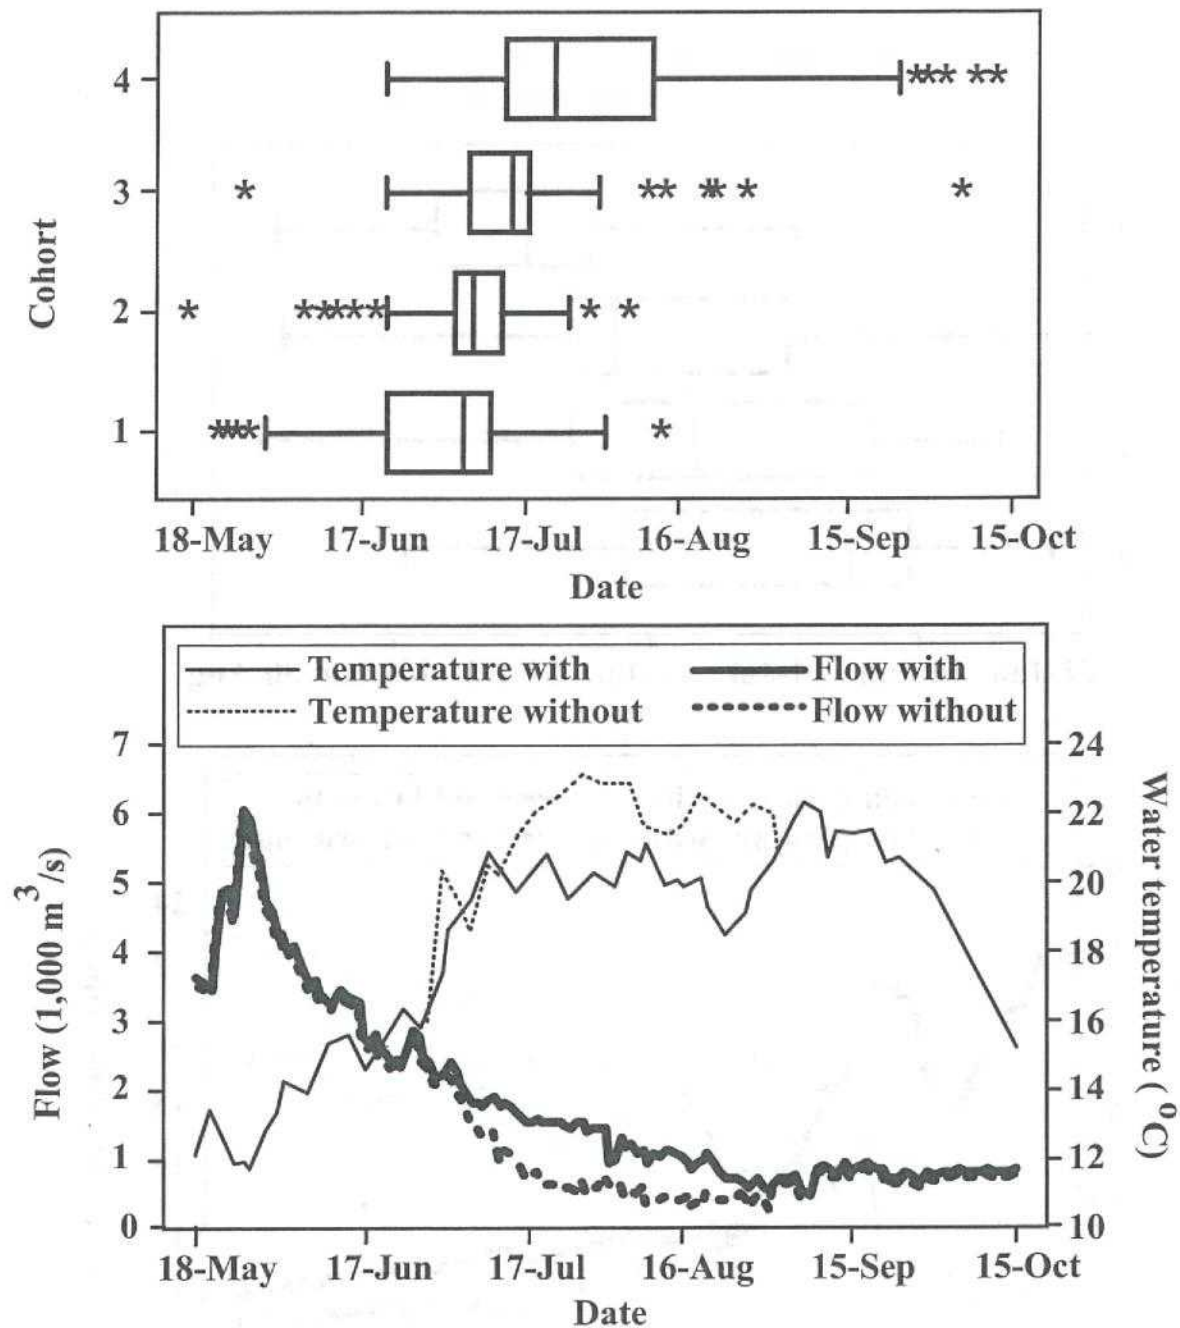 4
3
2
1
Cohort
18-May 17-Jun 17-Jul 16-Aug 15-Sep 15-Oct
Date
Temperature with Flow with
Temperature without Flow without
7
6
5
4
3
2
1
0
Flow (1,000 m³/s)
24
22
20
18
16
14
12
10
Water temperature (⁰C)
18-May 17-Jun 17-Jul 16-Aug 15-Sep 15-Oct
Date